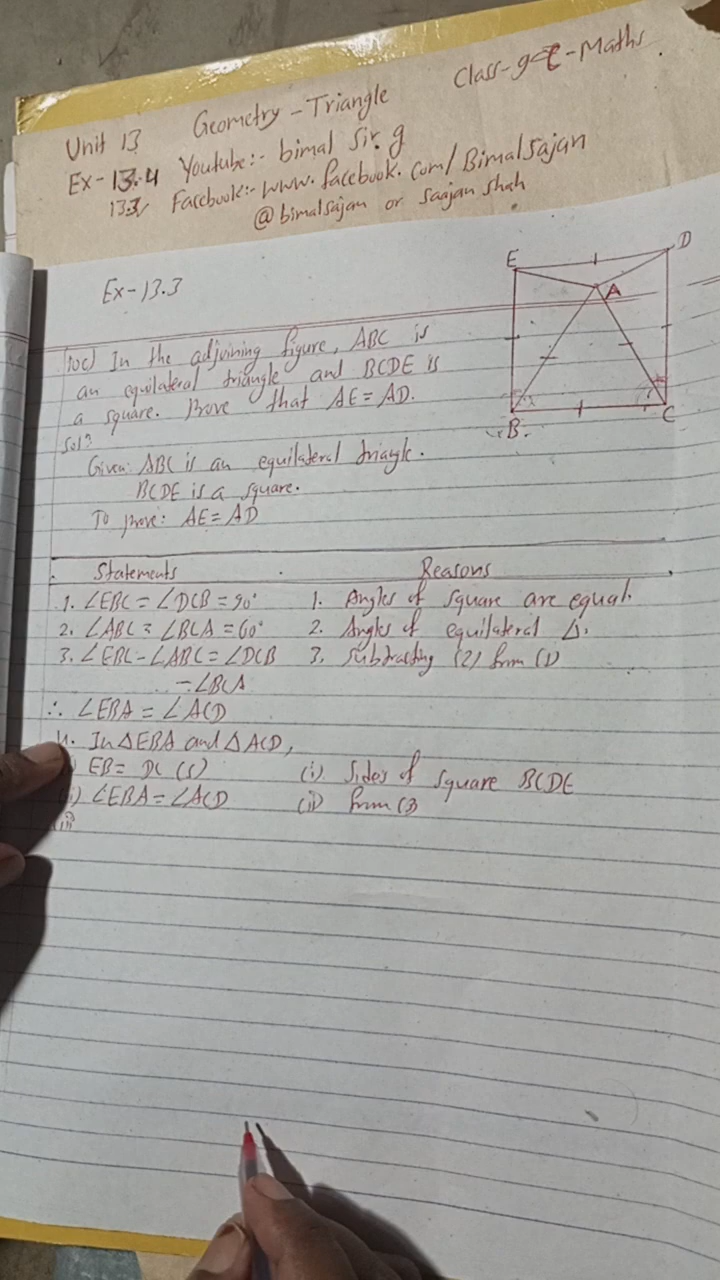 Class-9 & - Maths.
Unit 13 Geometry - Triangle
Ex- 13.4 Youtube:- bimal Sir.g
13.3/ Facebook:- www.facebook.com/Bimalsajan
@bimalsajan or saajan shah
Ex-13.3
E
D
A
B.
C
10c) In the adjoining figure, ABC is
an equilateral triangle and BCDE is
a square. Prove that AE = AD.
Solⁿ
Given: ABC is an equilateral triangle.
BCDE is a square.
To prove: AE = AD
Statements Reasons
1. ∠EBC = ∠DCB = 90° 1. Angles of square are equal.
2. ∠ABC = ∠BCA = 60° 2. Angles of equilateral Δ.
3. ∠EBC - ∠ABC = ∠DCB 3. Subtracting (2) from (1)
- ∠BCA
∴ ∠EBA = ∠ACD
4. In ΔEBA and ΔACD,
EB = DC (S) (i) Sides of square BCDE
) ∠EBA = ∠ACD (ii) from (3
(iii